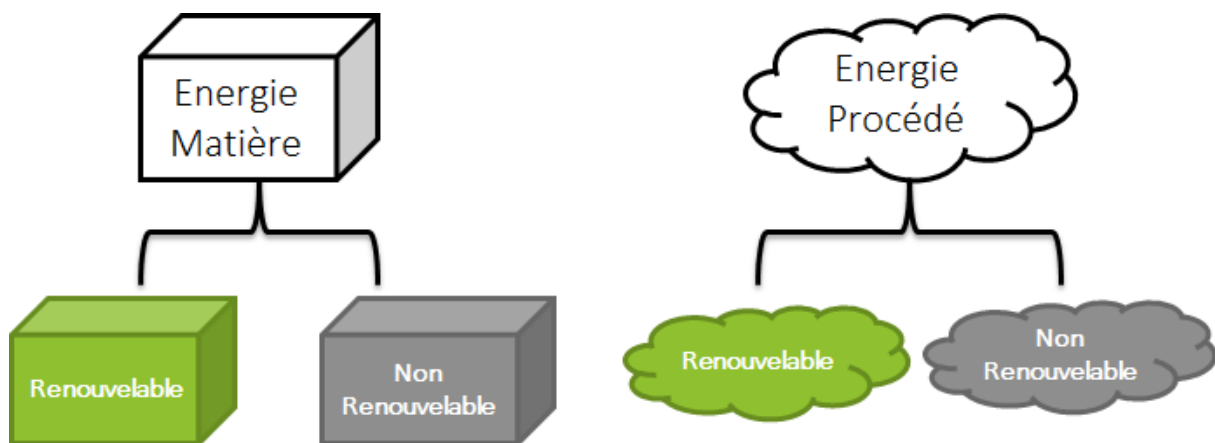 Energie
Matière
Energie
Procédé
Renouvelable
Non
Renouvelable
Renouvelable
Non
Renouvelable